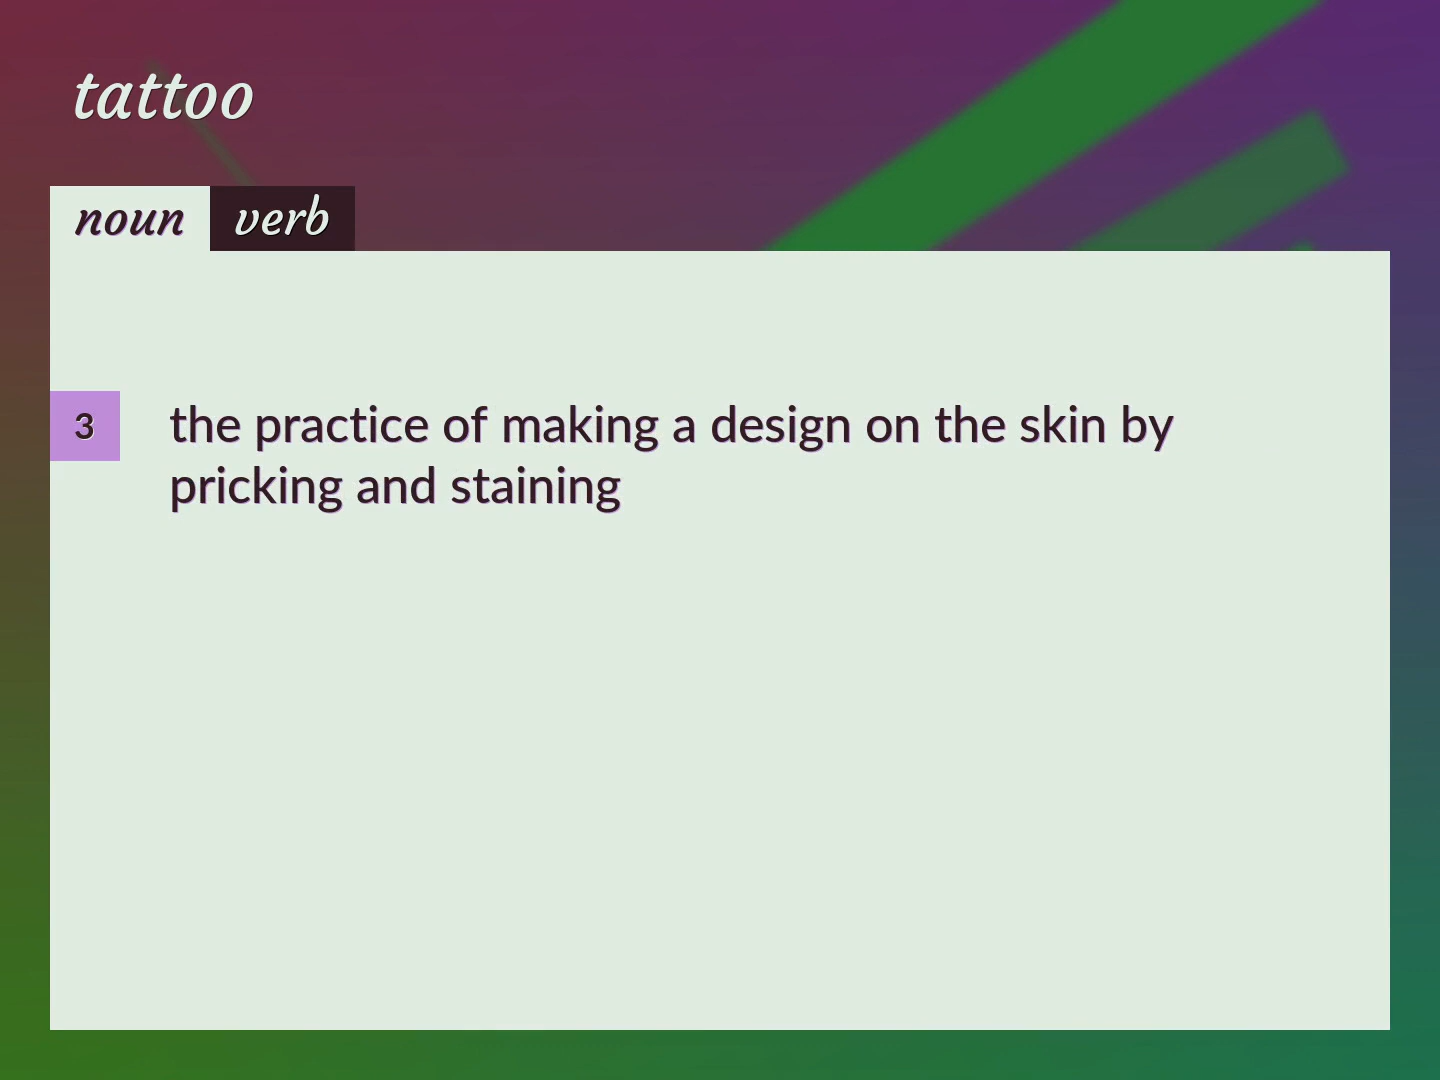 tattoo
noun verb
3 the practice of making a design on the skin by
pricking and staining